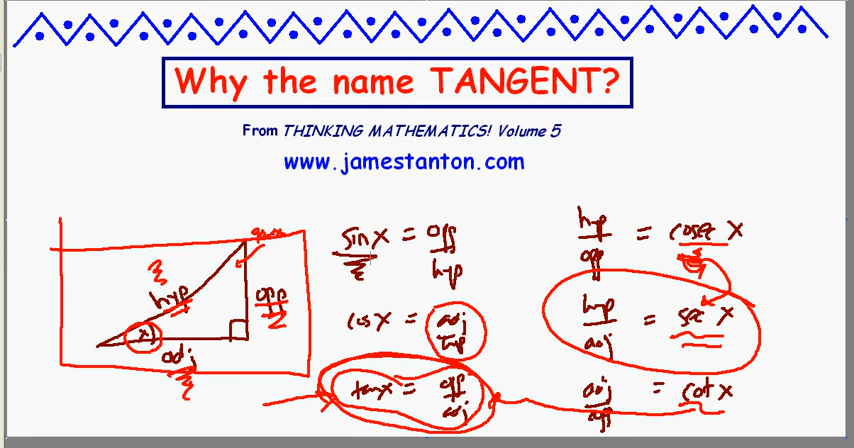 Why the name TANGENT?
From THINKING MATHEMATICS! Volume 5
www.jamestanton.com
hyp
x
opp
adj
sin x = opp
hyp
hyp
opp = cosec x
cos x = adj
hyp
hyp
adj = sec x
tan x = opp
adj
adj
opp = cot x